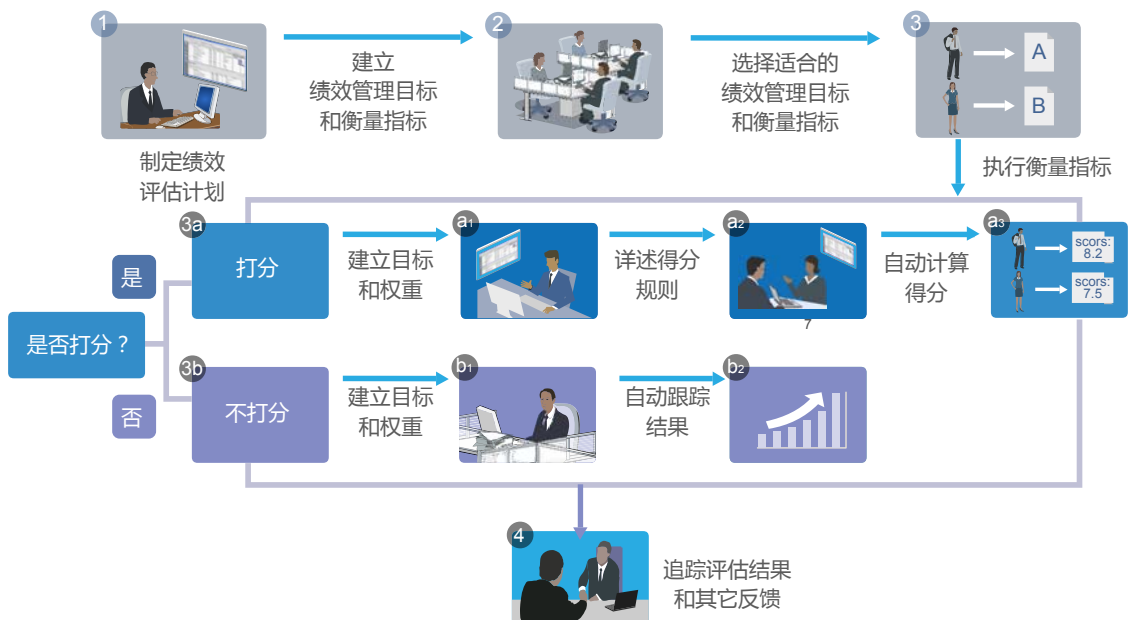 1
2
3
建立
绩效管理目标
和衡量指标
选择适合的
绩效管理目标
和衡量指标
A
B
制定绩效
评估计划
执行衡量指标
3a
打分
是
建立目标
和权重
a1
详述得分
规则
a2
自动计算
得分
a3
scors:
8.2
scors:
7.5
7
是否打分？
3b
不打分
否
建立目标
和权重
b1
自动跟踪
结果
b2
4
追踪评估结果
和其它反馈